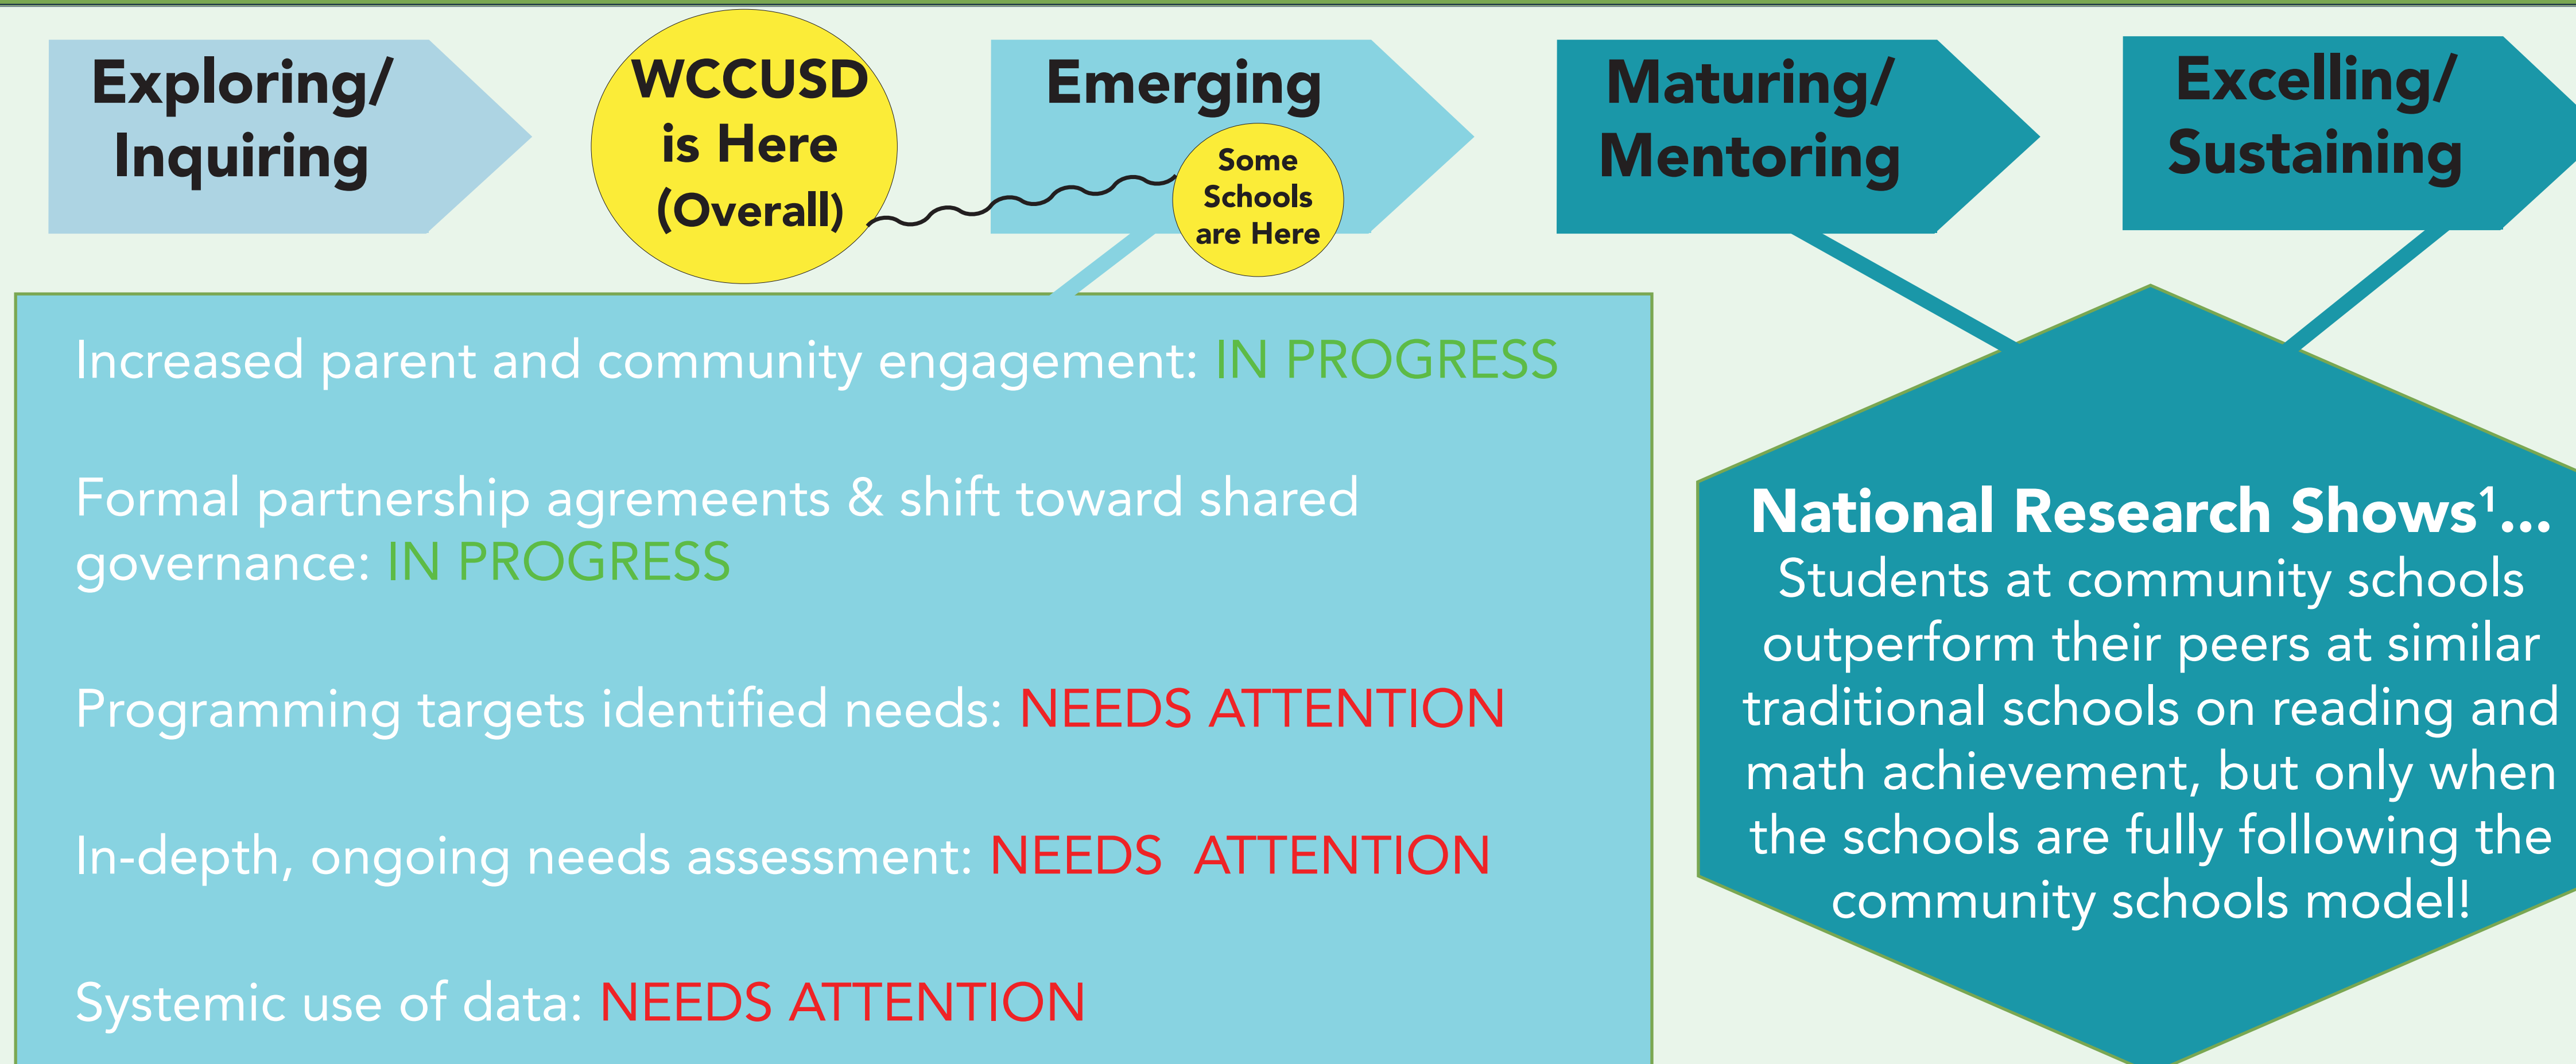 Exploring/
Inquiring
WCCUSD
is Here
(Overall)
Emerging
Some
Schools
are Here
Maturing/
Mentoring
Excelling/
Sustaining
Increased parent and community engagement: IN PROGRESS
Formal partnership agreements & shift toward shared
governance: IN PROGRESS
Programming targets identified needs: NEEDS ATTENTION
In-depth, ongoing needs assessment: NEEDS  ATTENTION
Systemic use of data: NEEDS ATTENTION
National Research Shows¹...
Students at community schools
outperform their peers at similar
traditional schools on reading and
math achievement, but only when
the schools are fully following the
community schools model!